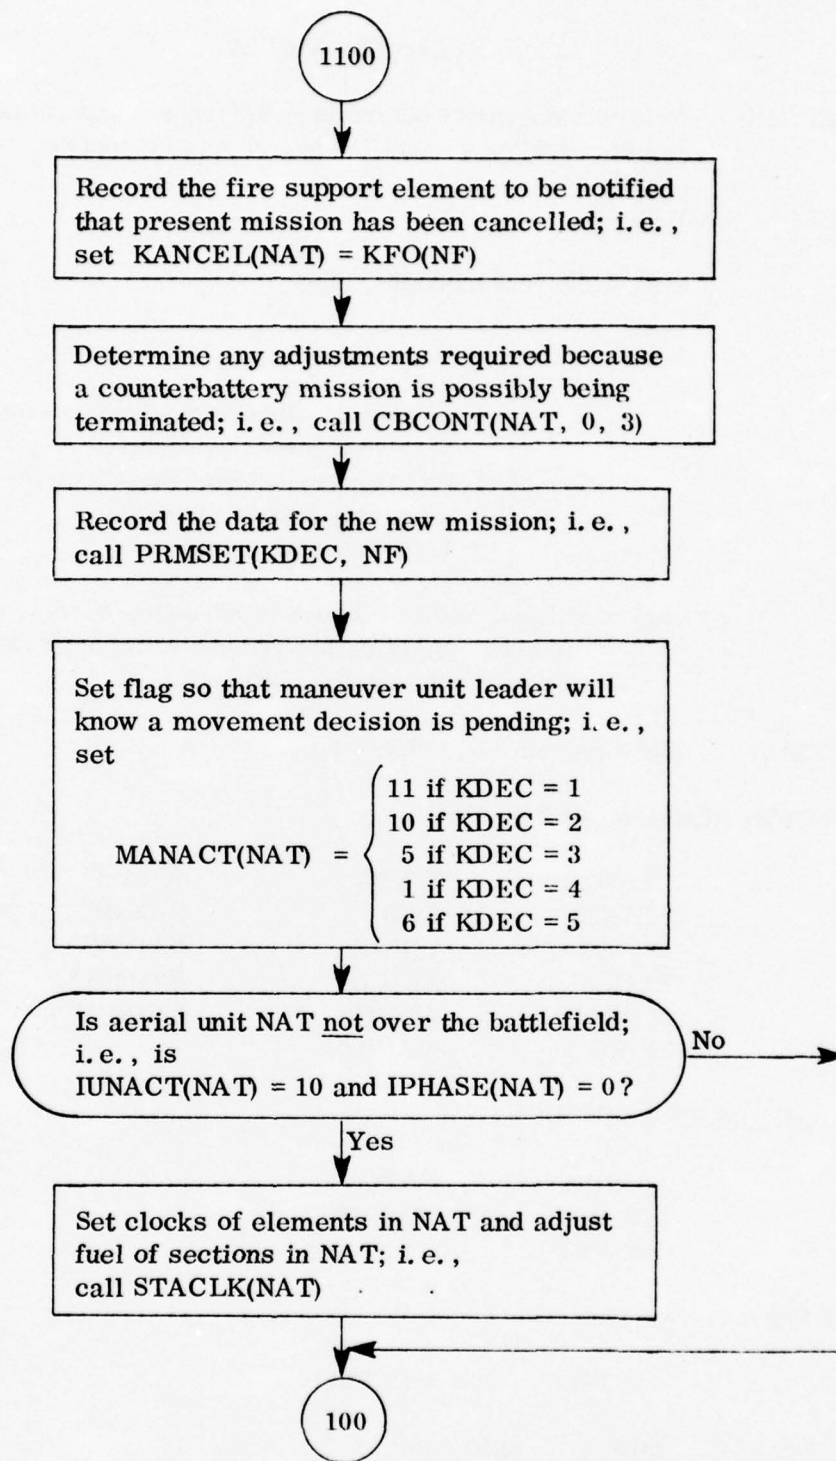 1100
Record the fire support element to be notified
that present mission has been cancelled; i. e. ,
set KANCEL(NAT) = KFO(NF)
Determine any adjustments required because
a counterbattery mission is possibly being
terminated; i. e. , call CBCONT(NAT, 0, 3)
Record the data for the new mission; i. e. ,
call PRMSET(KDEC, NF)
Set flag so that maneuver unit leader will
know a movement decision is pending; i. e. ,
set
11 if KDEC = 1
10 if KDEC = 2
MANACT(NAT) = 5 if KDEC = 3
1 if KDEC = 4
6 if KDEC = 5
Is aerial unit NAT not over the battlefield;
i. e. , is
IUNACT(NAT) = 10 and IPHASE(NAT) = 0?
No
Yes
Set clocks of elements in NAT and adjust
fuel of sections in NAT; i. e. ,
call STACLK(NAT)
100